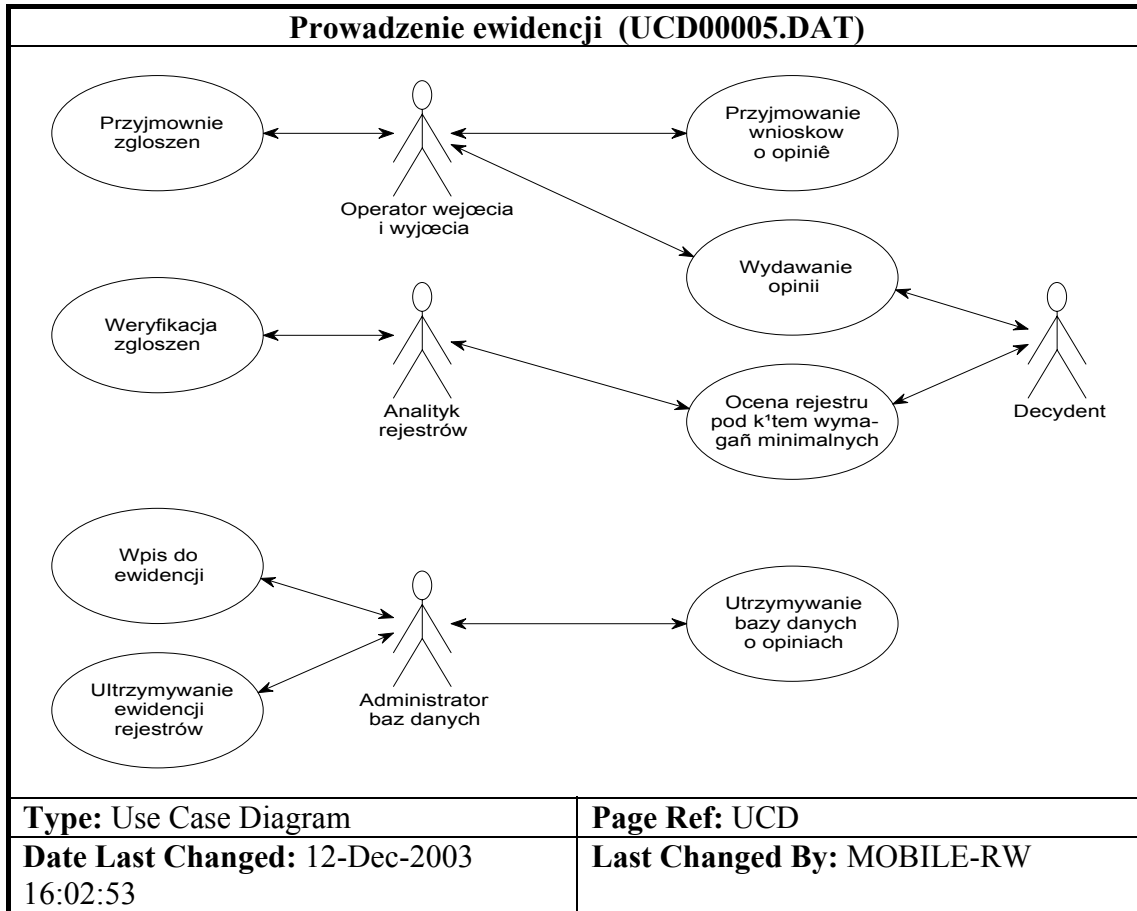 Prowadzenie ewidencji (UCD00005.DAT)
Przyjmownie
zgloszen
Operator wejœcia
i wyjœcia
Przyjmowanie
wnioskow
o opiniê
Wydawanie
opinii
Weryfikacja
zgloszen
Analityk
rejestrów
Ocena rejestru
pod k¹tem wyma-
gañ minimalnych
Decydent
Wpis do
ewidencji
Ultrzymywanie
ewidencji
rejestrów
Administrator
baz danych
Utrzymywanie
bazy danych
o opiniach
Type: Use Case Diagram
Page Ref: UCD
Date Last Changed: 12-Dec-2003
16:02:53
Last Changed By: MOBILE-RW